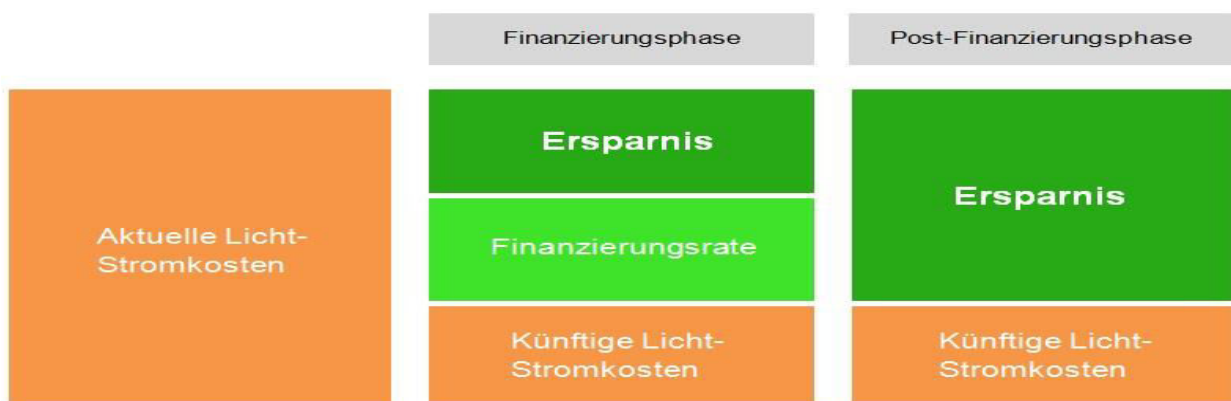 Finanzierungsphase
Post-Finanzierungsphase
Aktuelle Licht-
Stromkosten
Ersparnis
Finanzierungsrate
Künftige Licht-
Stromkosten
Ersparnis
Künftige Licht-
Stromkosten